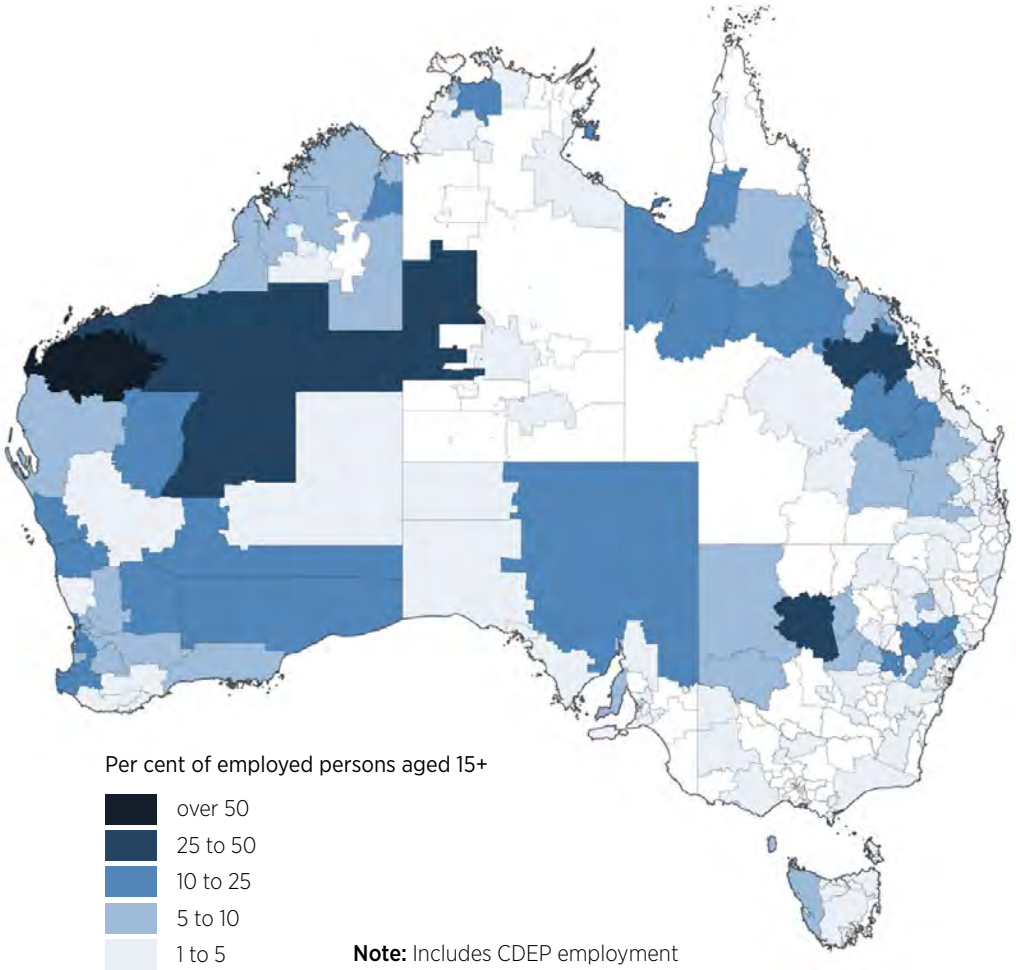 Per cent of employed persons aged 15+
over 50
25 to 50
10 to 25
5 to 10
1 to 5
Note: Includes CDEP employment